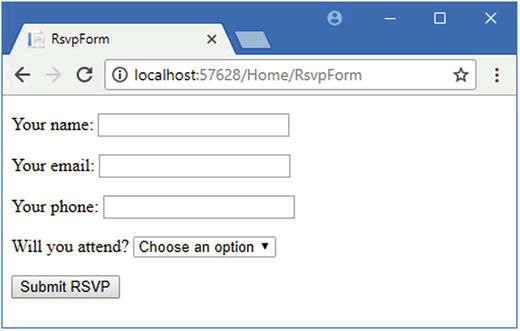 RsvpForm
localhost:57628/Home/RsvpForm
Your name:
Your email:
Your phone:
Will you attend? Choose an option
Submit RSVP